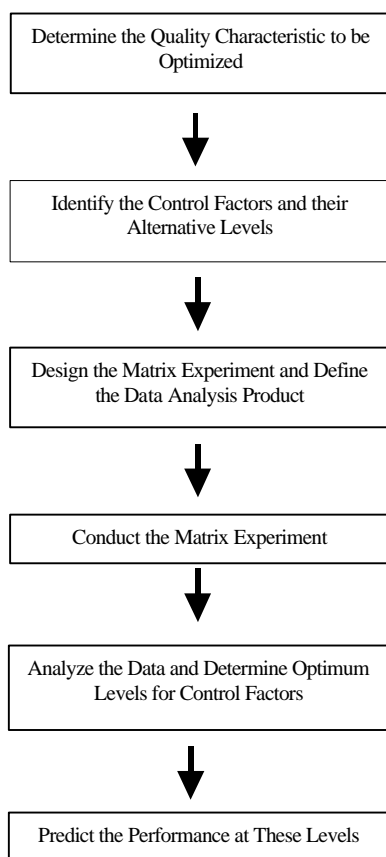 Determine the Quality Characteristic to be
Optimized
Identify the Control Factors and their
Alternative Levels
Design the Matrix Experiment and Define
the Data Analysis Product
Conduct the Matrix Experiment
Analyze the Data and Determine Optimum
Levels for Control Factors
Predict the Performance at These Levels